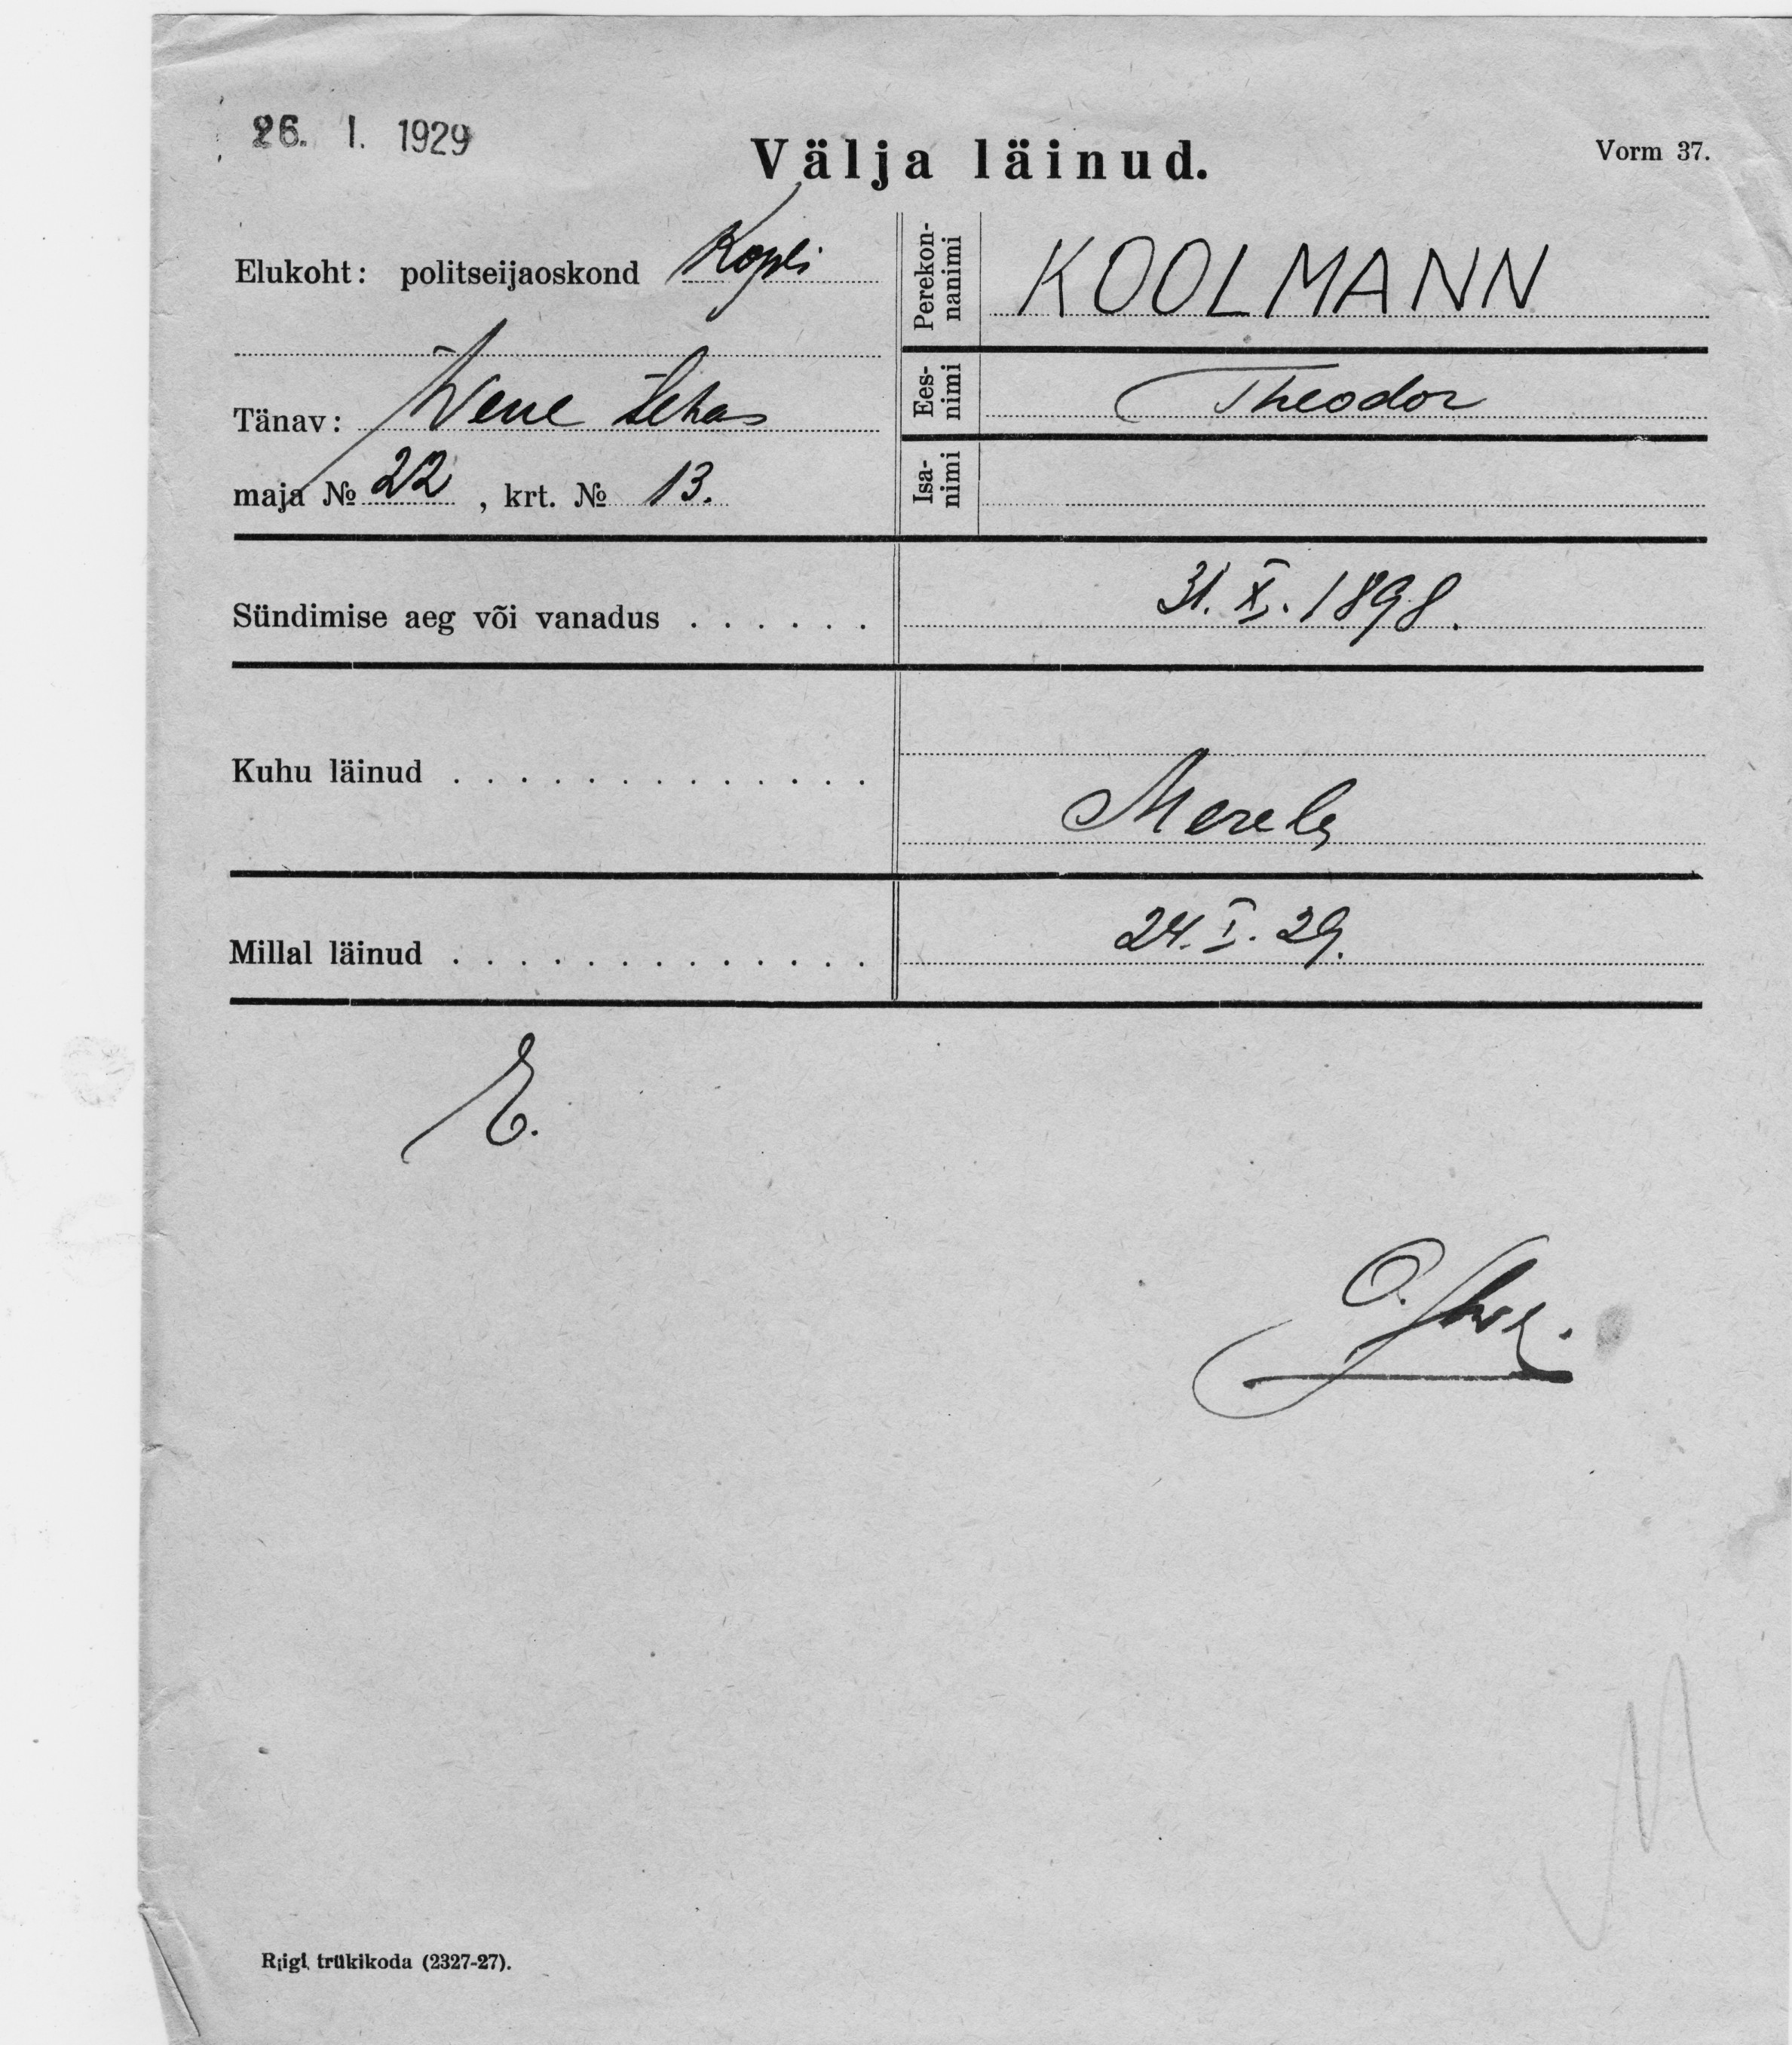 26. I. 1929
Välja läinud.
Vorm 37.
Elukoht: politseijaoskond Kopli
Tänav: Wene tehas
maja № 22, krt. № 13.
Perekon-
nanimi
KOOLMANN
Ees-
nimi
Theodor
Isa-
nimi
Sündimise aeg või vanadus . . . . . .
31. X. 1898.
Kuhu läinud . . . . . . . . . . . . .
Merele
Millal läinud . . . . . . . . . . . . .
24. I. 29.
E.
O.
Riigi trükikoda (2327-27).